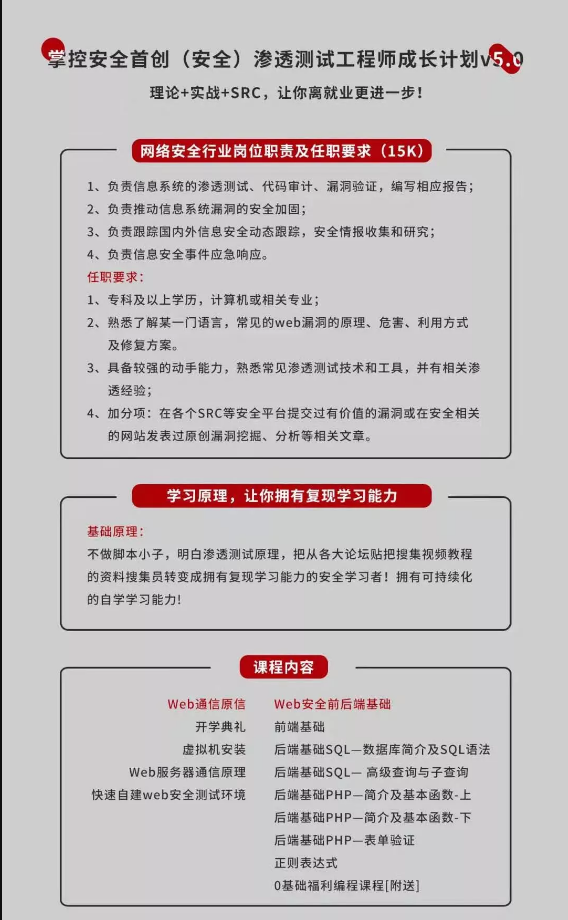 掌控安全首创（安全）渗透测试工程师成长计划v5.0
理论+实战+SRC，让你离就业更进一步！
网络安全行业岗位职责及任职要求（15K）
1、负责信息系统的渗透测试、代码审计、漏洞验证，编写相应报告；
2、负责推动信息系统漏洞的安全加固；
3、负责跟踪国内外信息安全动态跟踪，安全情报收集和研究；
4、负责信息安全事件应急响应。
任职要求：
1、专科及以上学历，计算机或相关专业；
2、熟悉了解某一门语言，常见的web漏洞的原理、危害、利用方式
及修复方案。
3、具备较强的动手能力，熟悉常见渗透测试技术和工具，并有相关渗
透经验；
4、加分项：在各个SRC等安全平台提交过有价值的漏洞或在安全相关
的网站发表过原创漏洞挖掘、分析等相关文章。
学习原理，让你拥有复现学习能力
基础原理：
不做脚本小子，明白渗透测试原理，把从各大论坛贴把搜集视频教程
的资料搜集员转变成拥有复现学习能力的安全学习者！拥有可持续化
的自学学习能力!
课程内容
Web通信原信
开学典礼
虚拟机安装
Web服务器通信原理
快速自建web安全测试环境
Web安全前后端基础
前端基础
后端基础SQL—数据库简介及SQL语法
后端基础SQL— 高级查询与子查询
后端基础PHP—简介及基本函数-上
后端基础PHP—简介及基本函数-下
后端基础PHP—表单验证
正则表达式
0基础福利编程课程[附送]